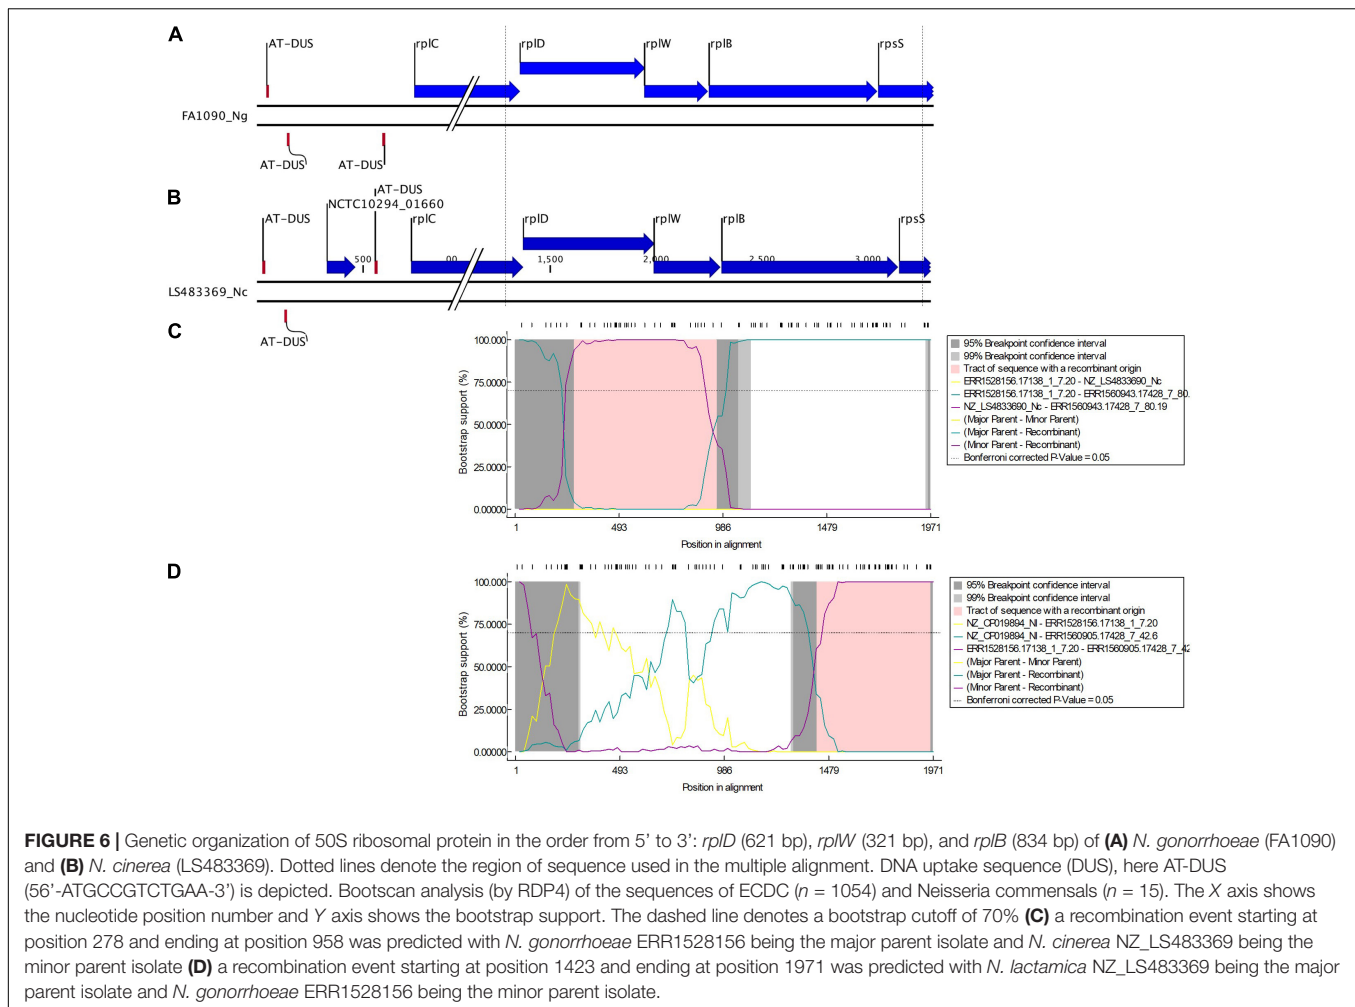 A
AT-DUS
rplC
rplD
rplW
rplB
rpsS
FA1090_Ng
AT-DUS
AT-DUS
B
AT-DUS
NCTC10294_01660
AT-DUS
rplC
rplD
rplW
rplB
rpsS
500
00
1,500
2,000
2,500
3,000
LS483369_Nc
AT-DUS
C
100.000
75.0000
50.0000
25.0000
0.00000
Bootstrap support (%)
1
493
986
1479
1971
Position in alignment
95% Breakpoint confidence interval
99% Breakpoint confidence interval
Tract of sequence with a recombinant origin
ERR1528156.17138_1_7.20 - NZ_LS4833690_Nc
ERR1528156.17138_1_7.20 - ERR1560943.17428_7_80.
NZ_LS4833690_Nc - ERR1560943.17428_7_80.19
(Major Parent - Minor Parent)
(Major Parent - Recombinant)
(Minor Parent - Recombinant)
Bonferroni corrected P-Value = 0.05
D
100.000
75.0000
50.0000
25.0000
0.00000
Bootstrap support (%)
1
493
986
1479
1971
Position in alignment
95% Breakpoint confidence interval
99% Breakpoint confidence interval
Tract of sequence with a recombinant origin
NZ_CP019894_Nl - ERR1528156.17138_1_7.20
NZ_CP019894_Nl - ERR1560905.17428_7_42.6
ERR1528156.17138_1_7.20 - ERR1560905.17428_7_42
(Major Parent - Minor Parent)
(Major Parent - Recombinant)
(Minor Parent - Recombinant)
Bonferroni corrected P-Value = 0.05
FIGURE 6 | Genetic organization of 50S ribosomal protein in the order from 5' to 3': rplD (621 bp), rplW (321 bp), and rplB (834 bp) of (A) N. gonorrhoeae (FA1090)
and (B) N. cinerea (LS483369). Dotted lines denote the region of sequence used in the multiple alignment. DNA uptake sequence (DUS), here AT-DUS
(56'-ATGCCGTCTGAA-3') is depicted. Bootscan analysis (by RDP4) of the sequences of ECDC (n = 1054) and Neisseria commensals (n = 15). The X axis shows
the nucleotide position number and Y axis shows the bootstrap support. The dashed line denotes a bootstrap cutoff of 70% (C) a recombination event starting at
position 278 and ending at position 958 was predicted with N. gonorrhoeae ERR1528156 being the major parent isolate and N. cinerea NZ_LS483369 being the
minor parent isolate (D) a recombination event starting at position 1423 and ending at position 1971 was predicted with N. lactamica NZ_LS483369 being the major
parent isolate and N. gonorrhoeae ERR1528156 being the minor parent isolate.